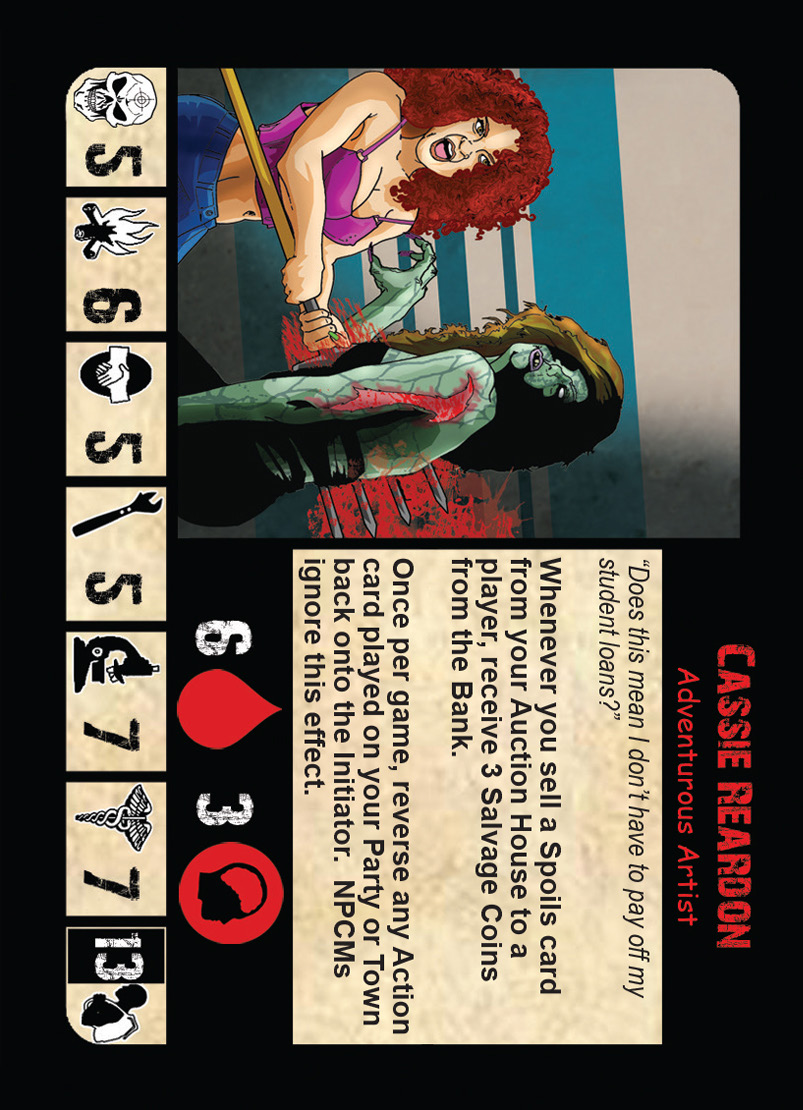 CASSIE REARDON
Adventurous Artist
“Does this mean I don’t have to pay off my
student loans?”
Whenever you sell a Spoils card
from your Auction House to a
player, receive 3 Salvage Coins
from the Bank.
Once per game, reverse any Action
card played on your Party or Town
back onto the Initiator.  NPCMs
ignore this effect.
6 3
5 6 5 5 7 7 13